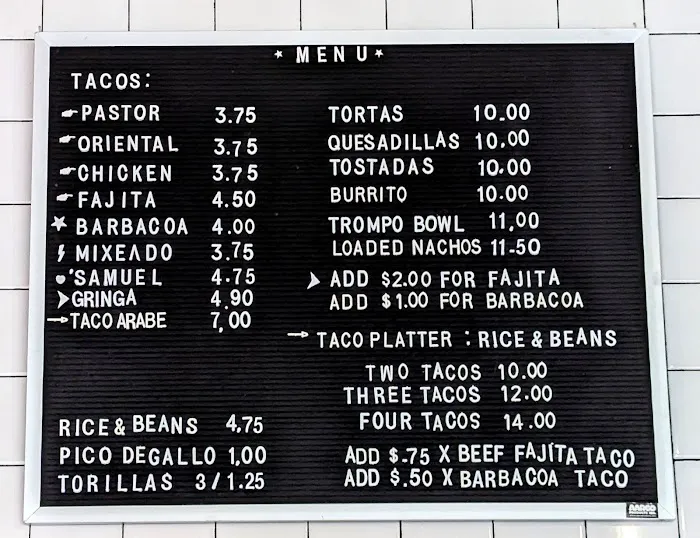 * MENU *
TACOS:
PASTOR 3.75
ORIENTAL 3.75
CHICKEN 3.75
FAJITA 4.50
BARBACOA 4.00
MIXEADO 3.75
SAMUEL 4.75
GRINGA 4.90
TACO ARABE 7,00
RICE & BEANS 4,75
PICO DEGALLO 1,00
TORILLAS 3/1.25
TORTAS 10.00
QUESADILLAS 10.00
TOSTADAS 10.00
BURRITO 10.00
TROMPO BOWL 11,00
LOADED NACHOS 11-50
ADD $2.00 FOR FAJITA
ADD $1.00 FOR BARBACOA
TACO PLATTER : RICE & BEANS
TWO TACOS 10.00
THREE TACOS 12.00
FOUR TACOS 14.00
ADD $.75 X BEEF FAJITA TACO
ADD $.50 X BARBACOA TACO
AARCO